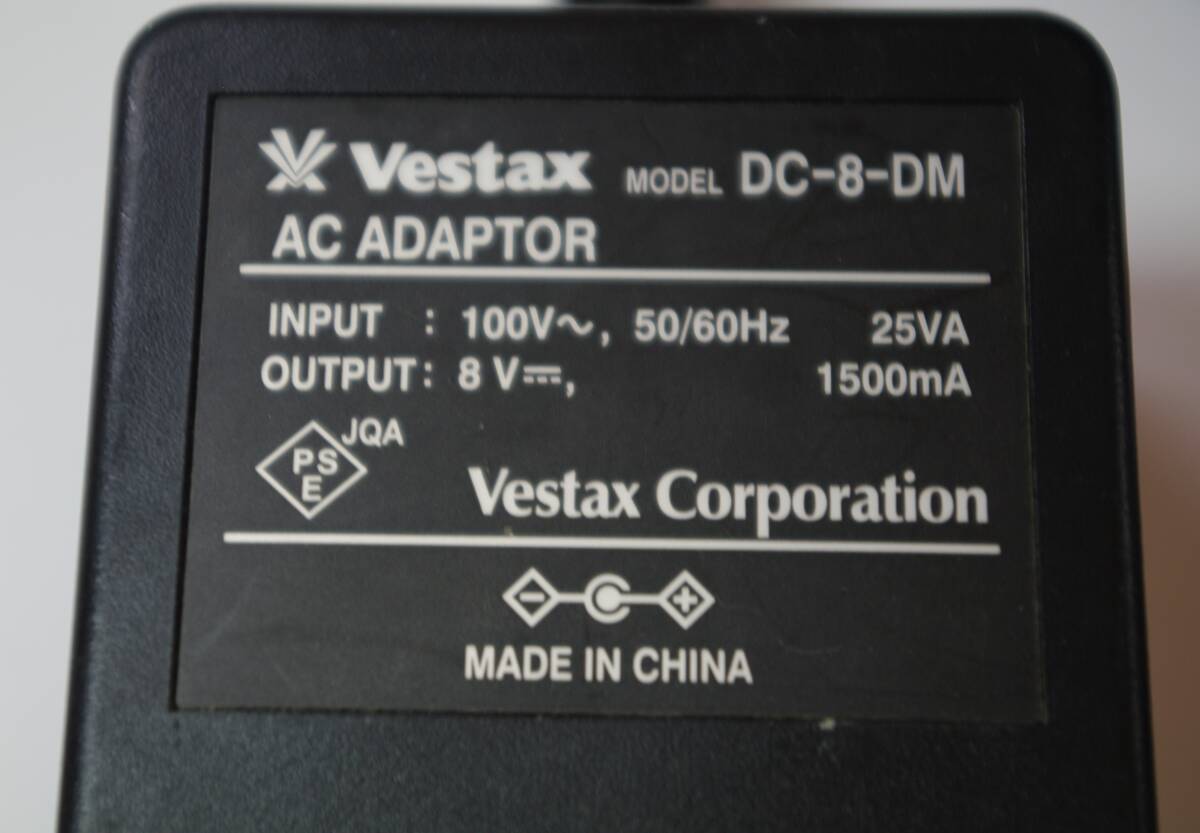 Vestax MODEL DC-8-DM
AC ADAPTOR
INPUT : 100V~, 50/60Hz 25VA
OUTPUT: 8 V⎓, 1500mA
PSE JQA
Vestax Corporation
- +
MADE IN CHINA